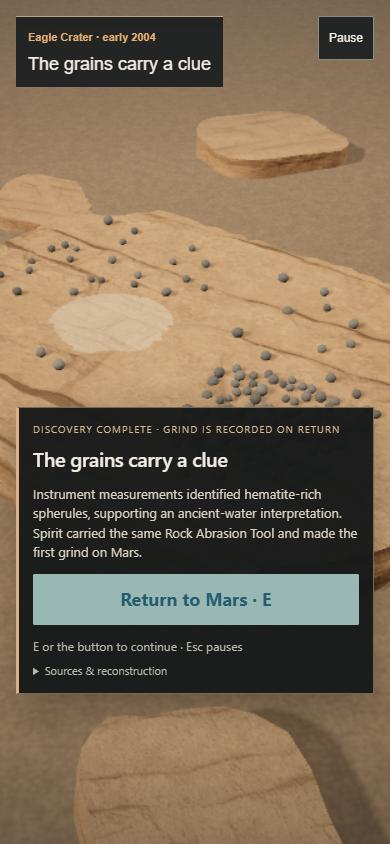 Eagle Crater · early 2004
The grains carry a clue
Pause
DISCOVERY COMPLETE · GRIND IS RECORDED ON RETURN
The grains carry a clue
Instrument measurements identified hematite-rich
spherules, supporting an ancient-water interpretation.
Spirit carried the same Rock Abrasion Tool and made the
first grind on Mars.
Return to Mars · E
E or the button to continue · Esc pauses
Sources & reconstruction